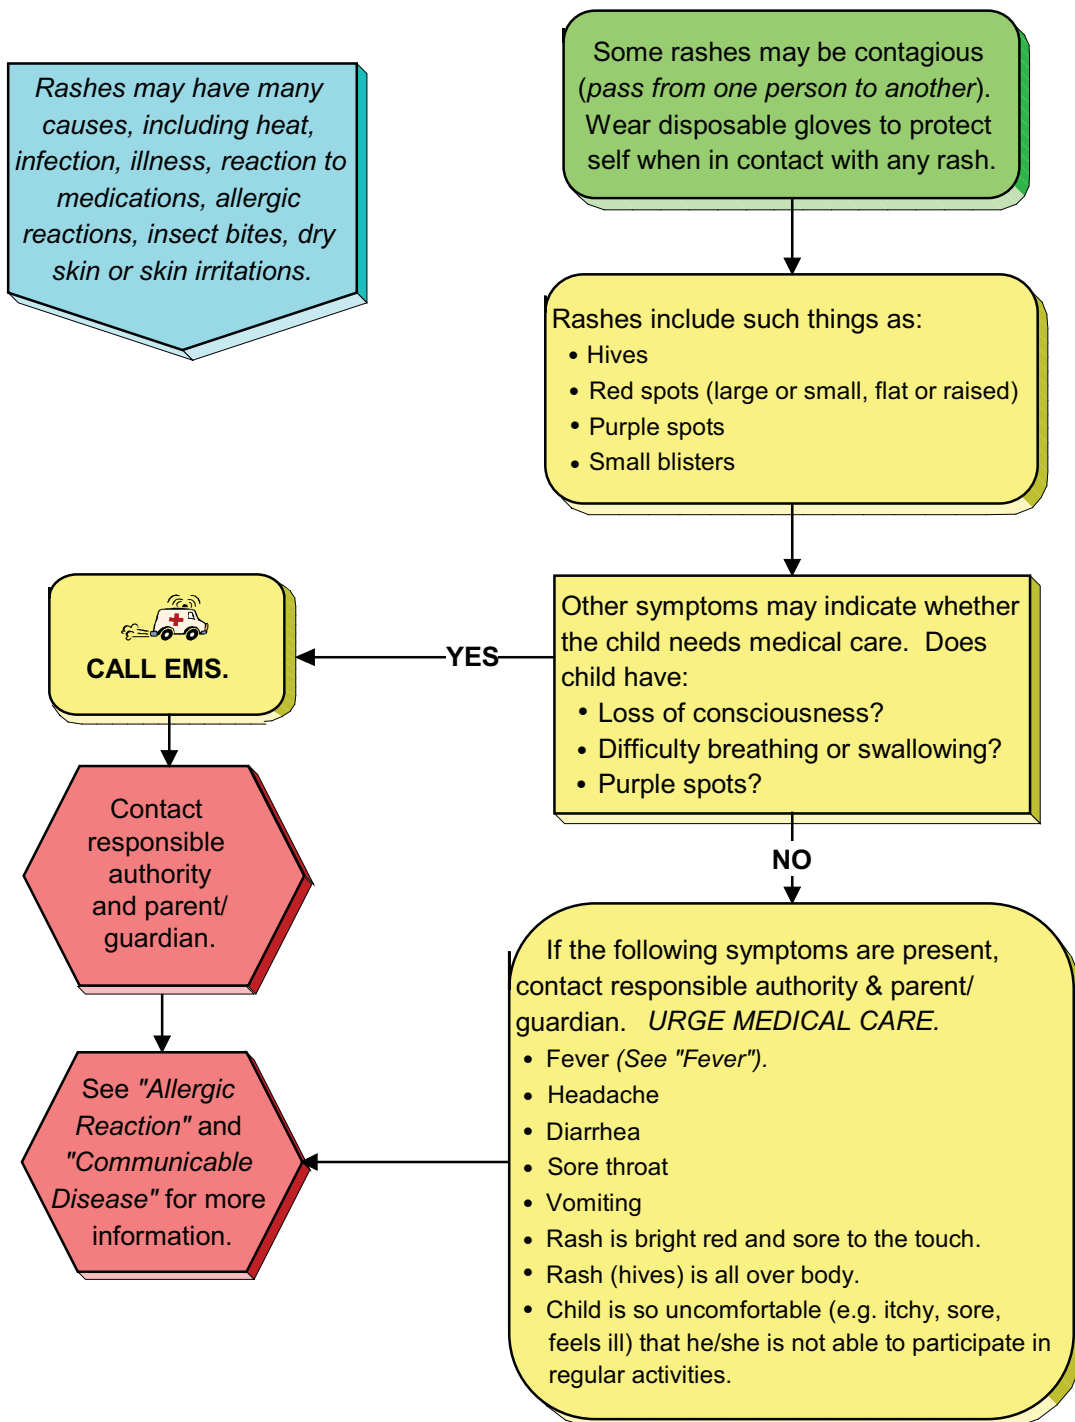 Rashes may have many
causes, including heat,
infection, illness, reaction to
medications, allergic
reactions, insect bites, dry
skin or skin irritations.
Some rashes may be contagious
(pass from one person to another).
Wear disposable gloves to protect
self when in contact with any rash.
Rashes include such things as:
• Hives
• Red spots (large or small, flat or raised)
• Purple spots
• Small blisters
Other symptoms may indicate whether
the child needs medical care. Does
child have:
• Loss of consciousness?
• Difficulty breathing or swallowing?
• Purple spots?
YES
CALL EMS.
Contact
responsible
authority
and parent/
guardian.
NO
If the following symptoms are present,
contact responsible authority & parent/
guardian. URGE MEDICAL CARE.
• Fever (See "Fever").
• Headache
• Diarrhea
• Sore throat
• Vomiting
• Rash is bright red and sore to the touch.
• Rash (hives) is all over body.
• Child is so uncomfortable (e.g. itchy, sore,
feels ill) that he/she is not able to participate in
regular activities.
See "Allergic
Reaction" and
"Communicable
Disease" for more
information.